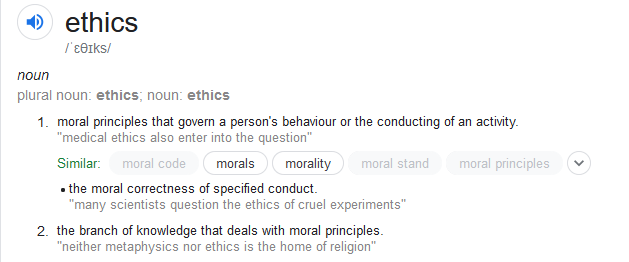 ethics
/ˈɛθɪks/
noun
plural noun: ethics; noun: ethics
1. moral principles that govern a person's behaviour or the conducting of an activity.
"medical ethics also enter into the question"
Similar: moral code morals morality moral stand moral principles
• the moral correctness of specified conduct.
"many scientists question the ethics of cruel experiments"
2. the branch of knowledge that deals with moral principles.
"neither metaphysics nor ethics is the home of religion"